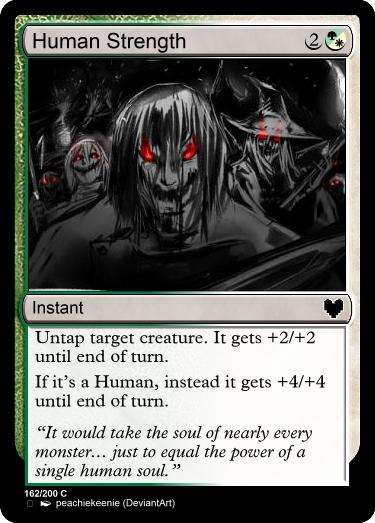 Human Strength 2
Instant
Untap target creature. It gets +2/+2
until end of turn.
If it's a Human, instead it gets +4/+4
until end of turn.
“It would take the soul of nearly every
monster… just to equal the power of a
single human soul.”
162/200 C
peachiekeenie (DeviantArt)